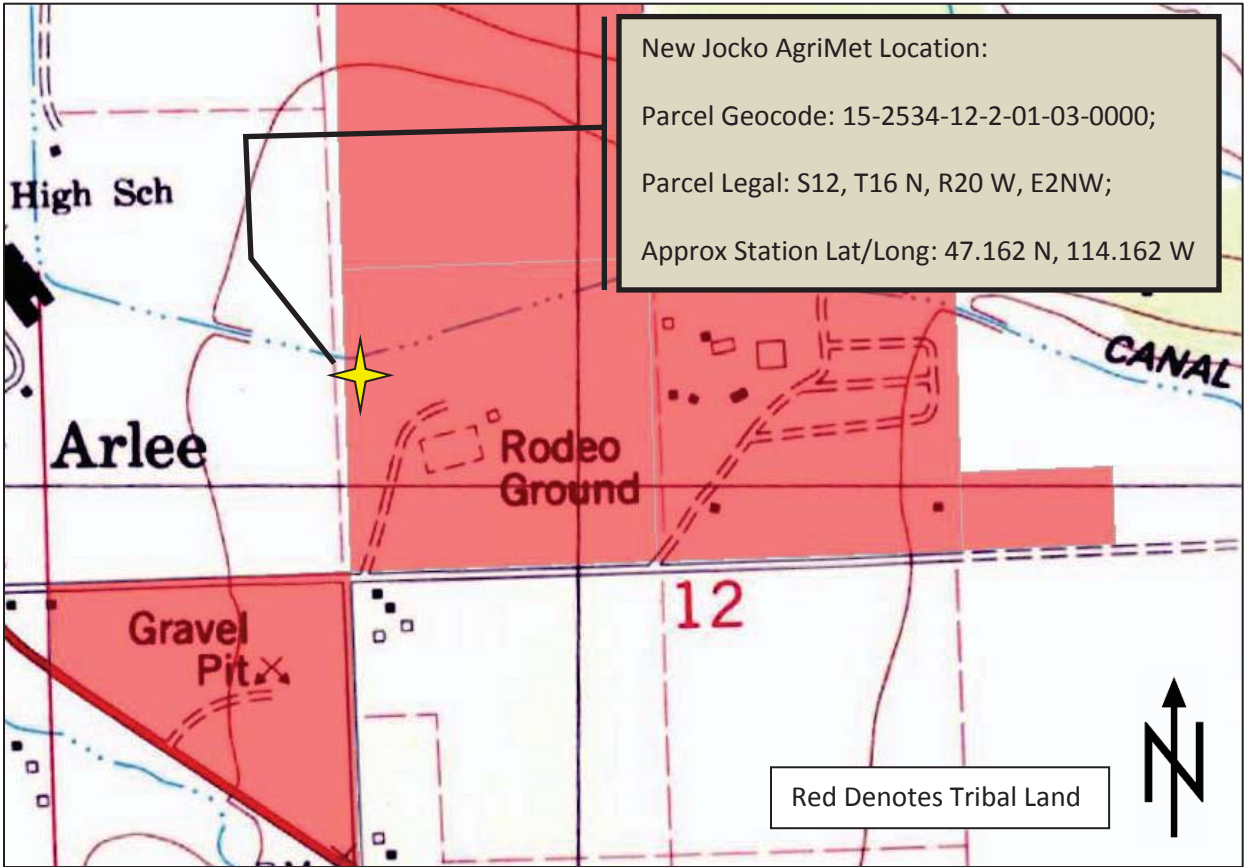 New Jocko AgriMet Location:
Parcel Geocode: 15-2534-12-2-01-03-0000;
Parcel Legal: S12, T16 N, R20 W, E2NW;
Approx Station Lat/Long: 47.162 N, 114.162 W
High Sch
CANAL
Arlee
Rodeo
Ground
12
Gravel
Pit
N
Red Denotes Tribal Land